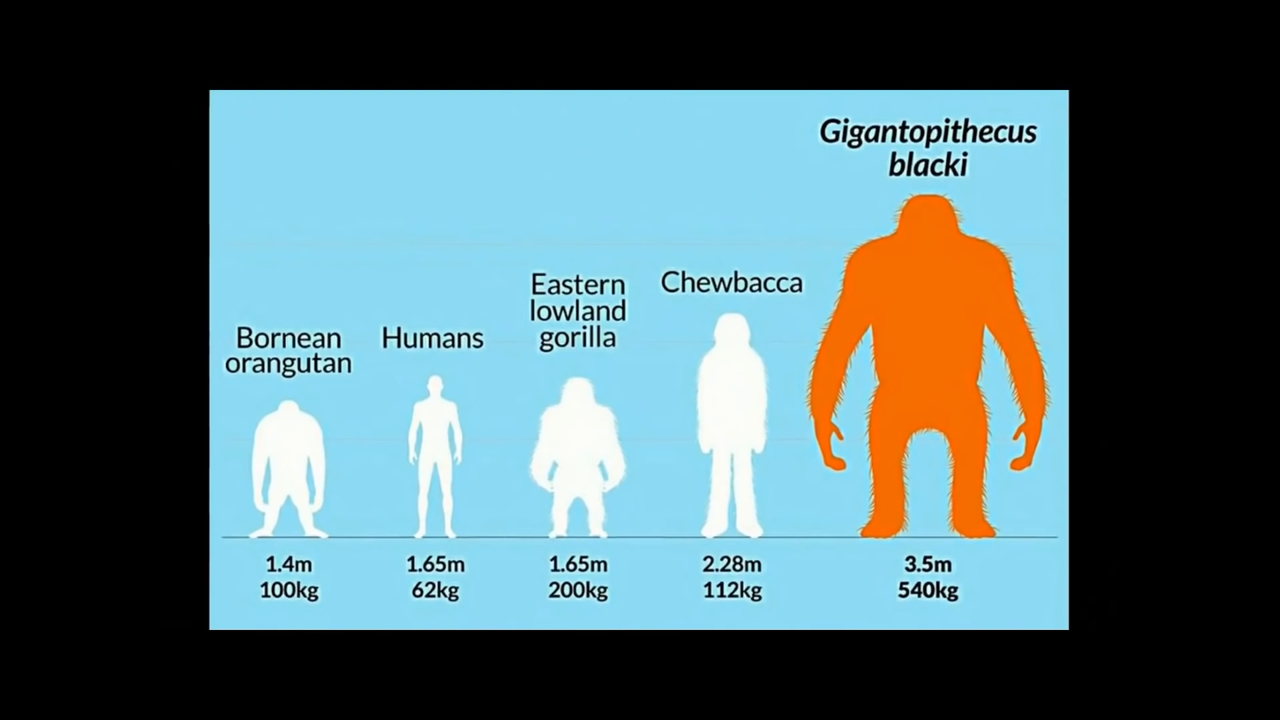 Gigantopithecus
blacki
Eastern
lowland
gorilla
Chewbacca
Bornean
orangutan
Humans
1.4m
100kg
1.65m
62kg
1.65m
200kg
2.28m
112kg
3.5m
540kg